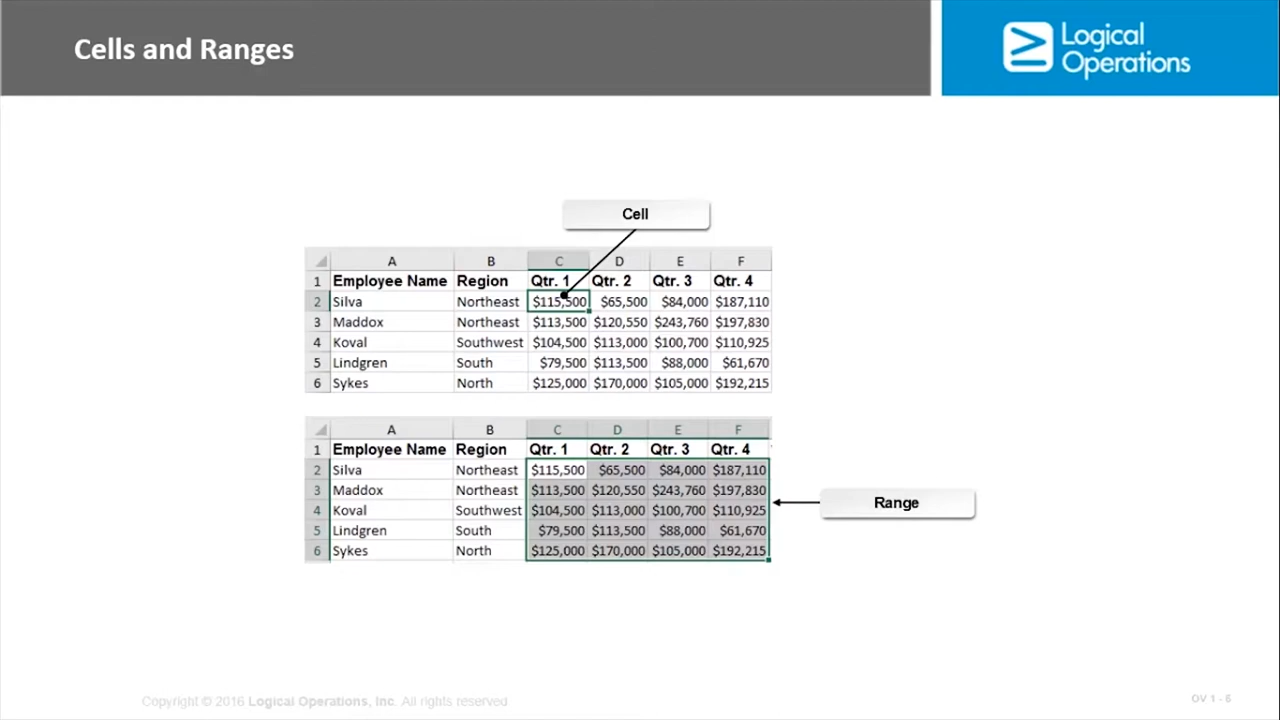 Cells and Ranges
Logical
Operations
Cell
A B C D E F
1 Employee Name Region Qtr. 1 Qtr. 2 Qtr. 3 Qtr. 4
2 Silva Northeast $115,500 $65,500 $84,000 $187,110
3 Maddox Northeast $113,500 $120,550 $243,760 $197,830
4 Koval Southwest $104,500 $113,000 $100,700 $110,925
5 Lindgren South $79,500 $113,500 $88,000 $61,670
6 Sykes North $125,000 $170,000 $105,000 $192,215
A B C D E F
1 Employee Name Region Qtr. 1 Qtr. 2 Qtr. 3 Qtr. 4
2 Silva Northeast $115,500 $65,500 $84,000 $187,110
3 Maddox Northeast $113,500 $120,550 $243,760 $197,830
4 Koval Southwest $104,500 $113,000 $100,700 $110,925
5 Lindgren South $79,500 $113,500 $88,000 $61,670
6 Sykes North $125,000 $170,000 $105,000 $192,215
Range
Copyright © 2016 Logical Operations, Inc. All rights reserved
OV 1 - 6